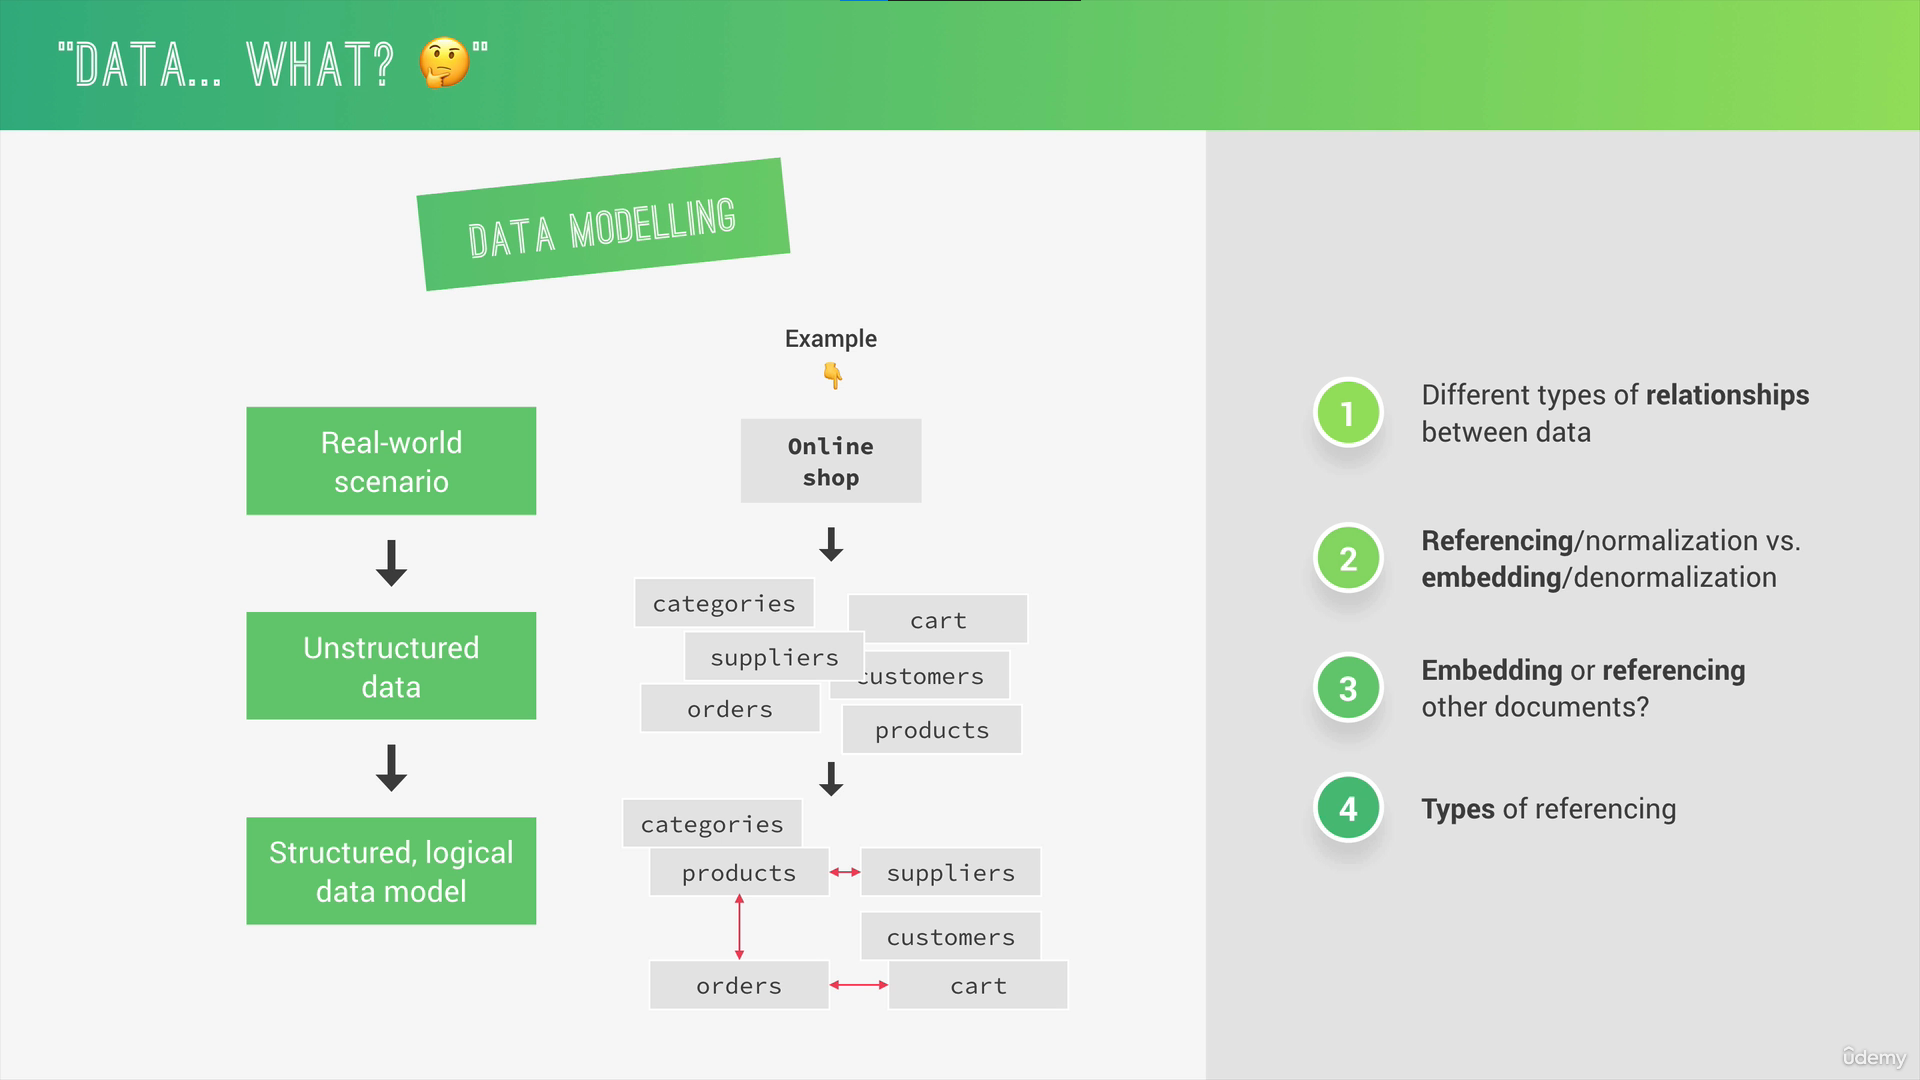 "DATA... WHAT? 🤔"
DATA MODELLING
Real-world
scenario
Unstructured
data
Structured, logical
data model
Example
👇
Online
shop
categories
cart
suppliers
customers
orders
products
categories
products
suppliers
customers
orders
cart
1
Different types of relationships
between data
2
Referencing/normalization vs.
embedding/denormalization
3
Embedding or referencing
other documents?
4
Types of referencing
ûdemy